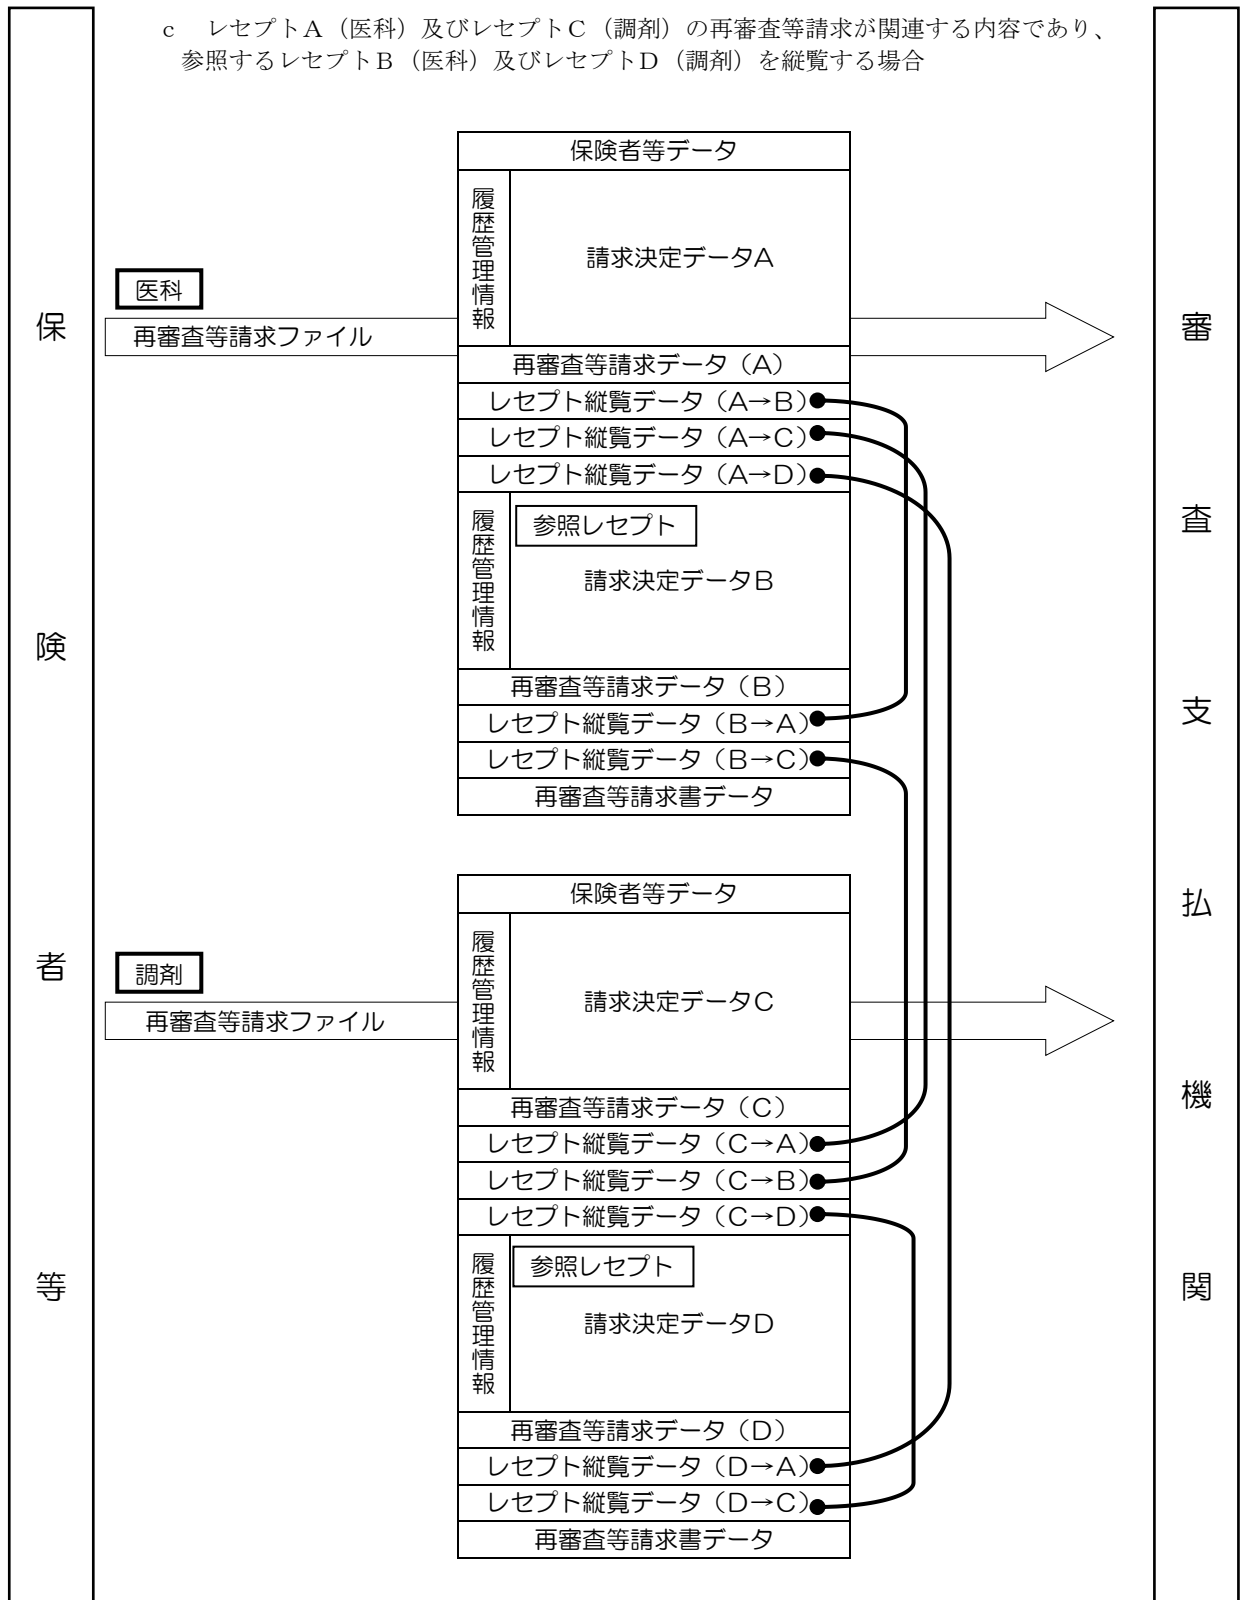 ｃ　レセプトＡ（医科）及びレセプトＣ（調剤）の再審査等請求が関連する内容であり、
参照するレセプトＢ（医科）及びレセプトＤ（調剤）を縦覧する場合
保険者等
医科
再審査等請求ファイル
保険者等データ
履歴管理情報
請求決定データＡ
再審査等請求データ（Ａ）
レセプト縦覧データ（Ａ→Ｂ）
レセプト縦覧データ（Ａ→Ｃ）
レセプト縦覧データ（Ａ→Ｄ）
履歴管理情報
参照レセプト
請求決定データＢ
再審査等請求データ（Ｂ）
レセプト縦覧データ（Ｂ→Ａ）
レセプト縦覧データ（Ｂ→Ｃ）
再審査等請求書データ
調剤
再審査等請求ファイル
保険者等データ
履歴管理情報
請求決定データＣ
再審査等請求データ（Ｃ）
レセプト縦覧データ（Ｃ→Ａ）
レセプト縦覧データ（Ｃ→Ｂ）
レセプト縦覧データ（Ｃ→Ｄ）
履歴管理情報
参照レセプト
請求決定データＤ
再審査等請求データ（Ｄ）
レセプト縦覧データ（Ｄ→Ａ）
レセプト縦覧データ（Ｄ→Ｃ）
再審査等請求書データ
審査支払機関